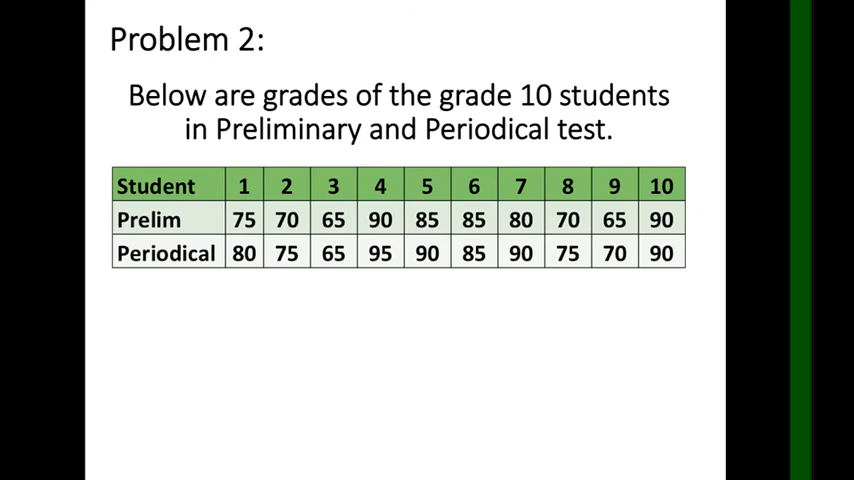 Problem 2:
Below are grades of the grade 10 students
in Preliminary and Periodical test.
Student 1 2 3 4 5 6 7 8 9 10
Prelim 75 70 65 90 85 85 80 70 65 90
Periodical 80 75 65 95 90 85 90 75 70 90